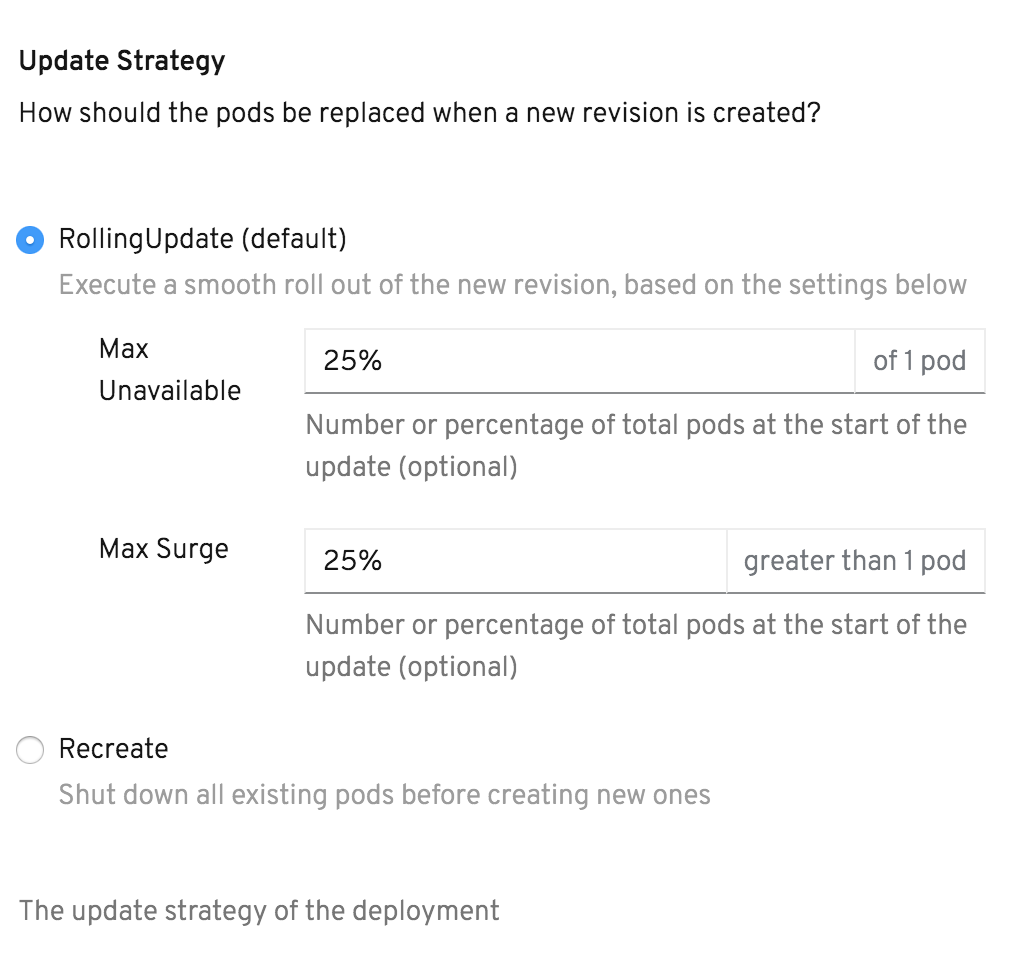 Update Strategy
How should the pods be replaced when a new revision is created?
RollingUpdate (default)
Execute a smooth roll out of the new revision, based on the settings below
Max
Unavailable
25%
of 1 pod
Number or percentage of total pods at the start of the
update (optional)
Max Surge
25%
greater than 1 pod
Number or percentage of total pods at the start of the
update (optional)
Recreate
Shut down all existing pods before creating new ones
The update strategy of the deployment